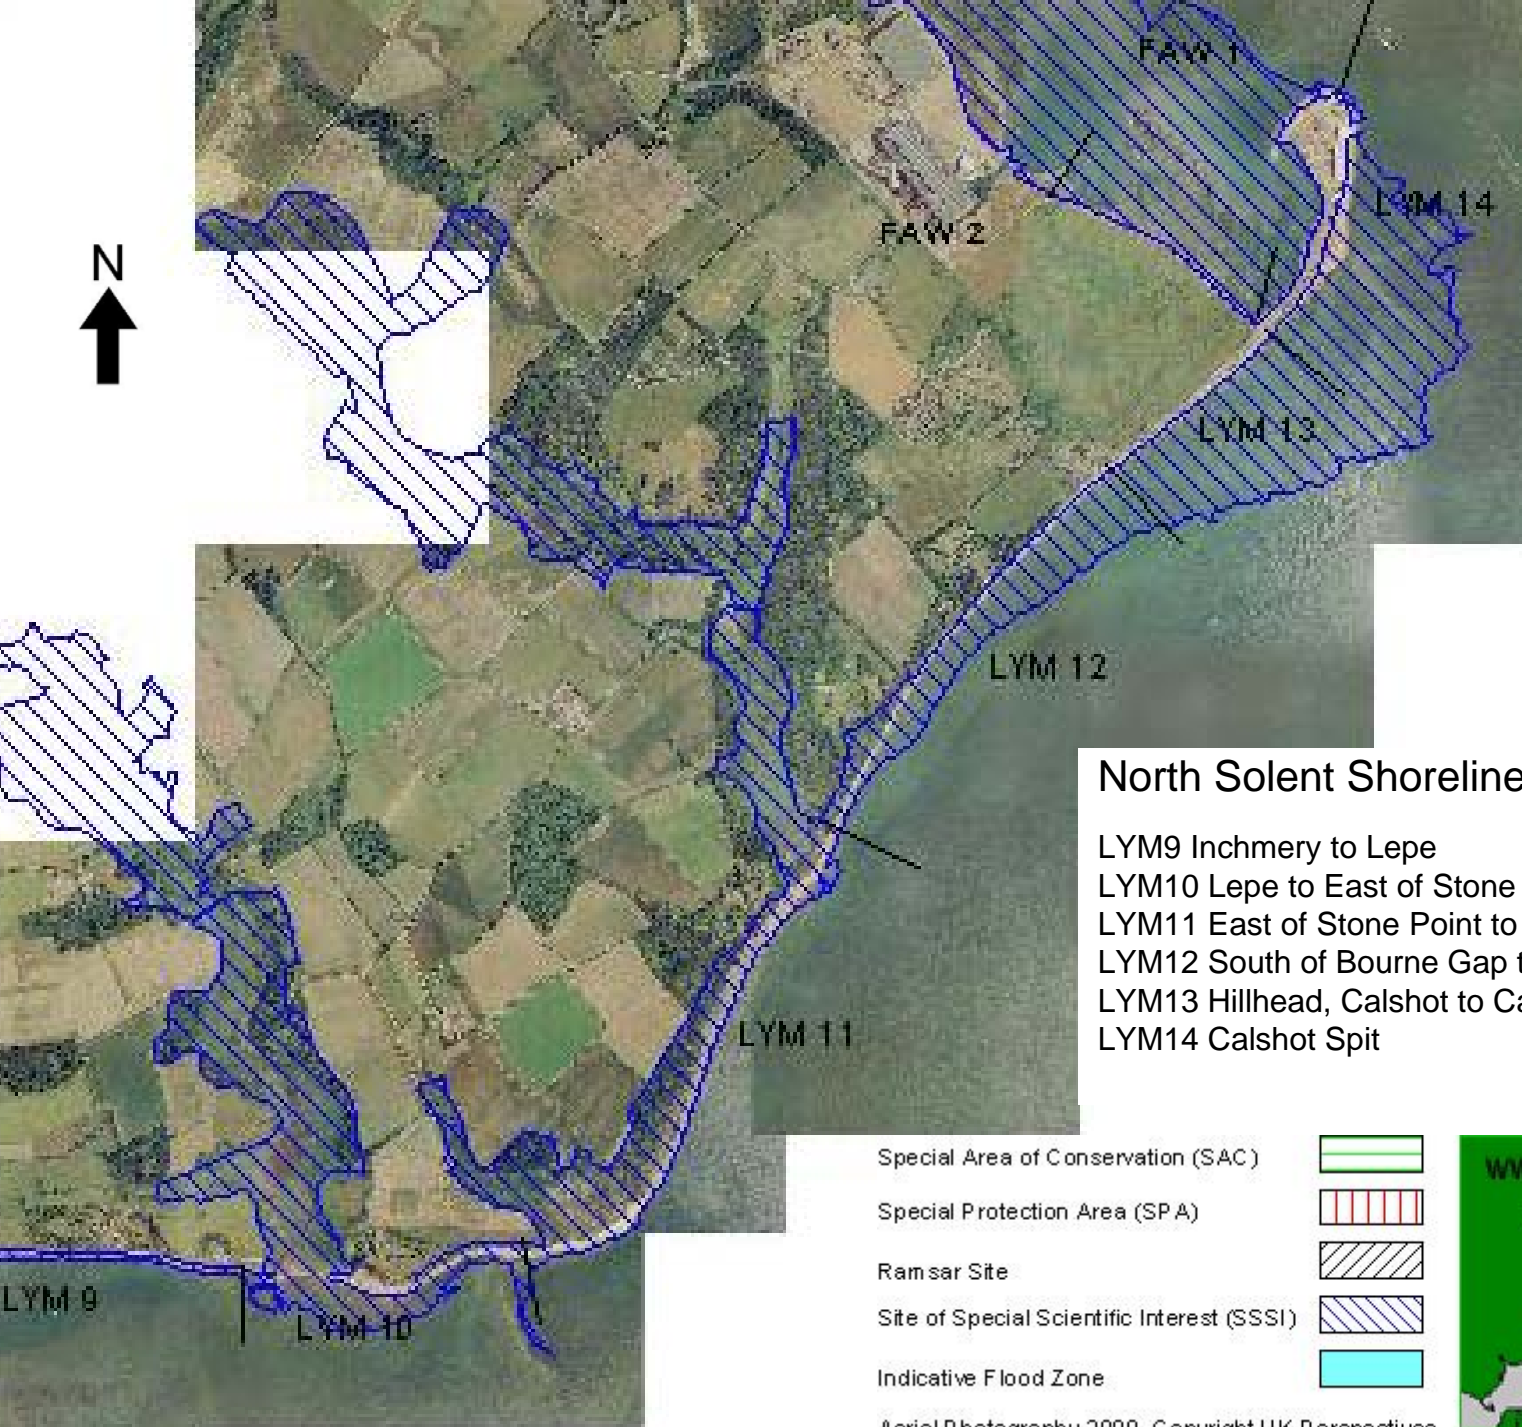 FAW 1
LYM 14
FAW 2
N
LYM 13
LYM 12
North Solent Shoreline
LYM9 Inchmery to Lepe
LYM10 Lepe to East of Stone
LYM11 East of Stone Point to
LYM12 South of Bourne Gap
LYM13 Hillhead, Calshot to
LYM14 Calshot Spit
LYM 11
Special Area of Conservation (SAC)
Special Protection Area (SPA)
Ramsar Site
LYM 9
Site of Special Scientific Interest (SSSI)
LYM 10
Indicative Flood Zone